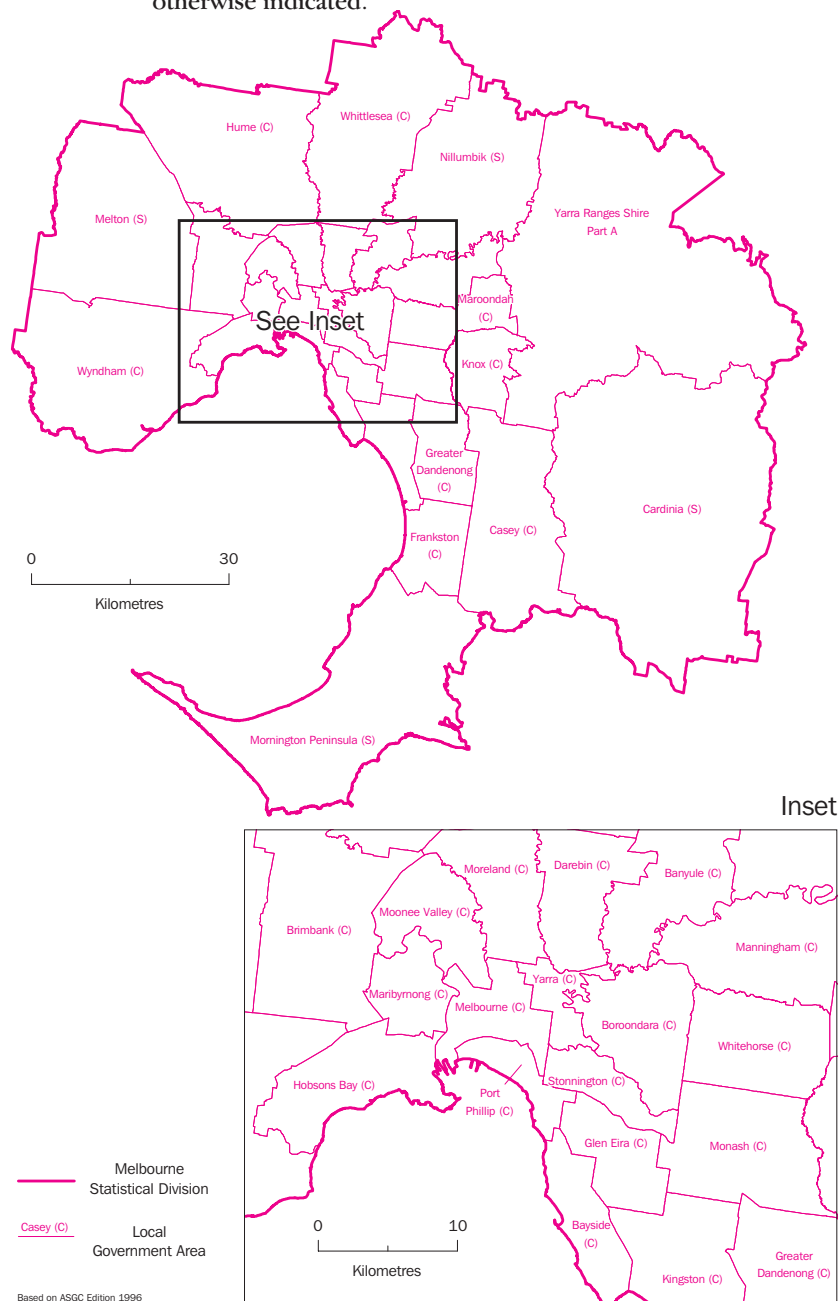 otherwise indicated.
Hume (C)
Whittlesea (C)
Nillumbik (S)
Melton (S)
Yarra Ranges Shire
Part A
Maroondah
(C)
See Inset
Knox (C)
Wyndham (C)
Greater
Dandenong
(C)
Cardinia (S)
Casey (C)
Frankston
(C)
0 30
Kilometres
Mornington Peninsula (S)
Inset
Moreland (C)
Darebin (C)
Banyule (C)
Moonee Valley (C)
Brimbank (C)
Manningham (C)
Yarra (C)
Maribyrnong (C)
Melbourne (C)
Boroondara (C)
Whitehorse (C)
Hobsons Bay (C)
Stonnington (C)
Port
Phillip (C)
Glen Eira (C)
Monash (C)
Bayside
(C)
Greater
Dandenong (C)
Kingston (C)
0 10
Kilometres
Melbourne
Statistical Division
Casey (C)
Local
Government Area
Based on ASGC Edition 1996